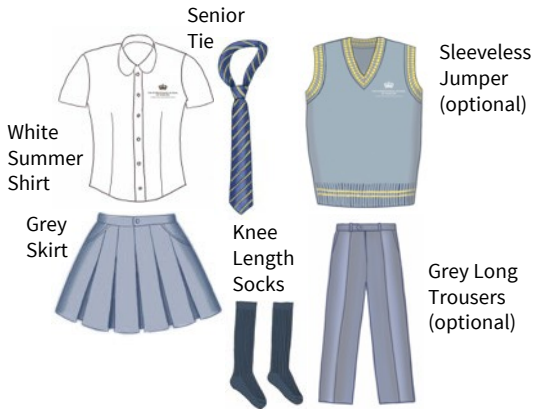 Senior
Tie
Sleeveless
Jumper
(optional)
White
Summer
Shirt
Grey
Skirt
Knee
Length
Socks
Grey Long
Trousers
(optional)